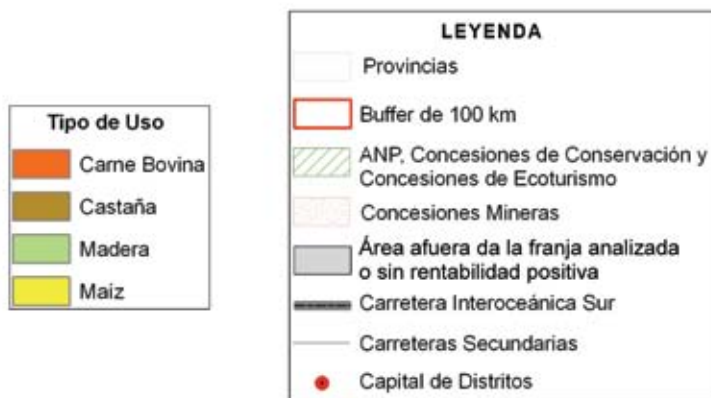 Tipo de Uso
Carne Bovina
Castaña
Madera
Maiz
LEYENDA
Provincias
Buffer de 100 km
ANP, Concesiones de Conservación y
Concesiones de Ecoturismo
Concesiones Mineras
Área afuera da la franja analizada
o sin rentabilidad positiva
Carretera Interoceánica Sur
Carreteras Secundarias
Capital de Distritos